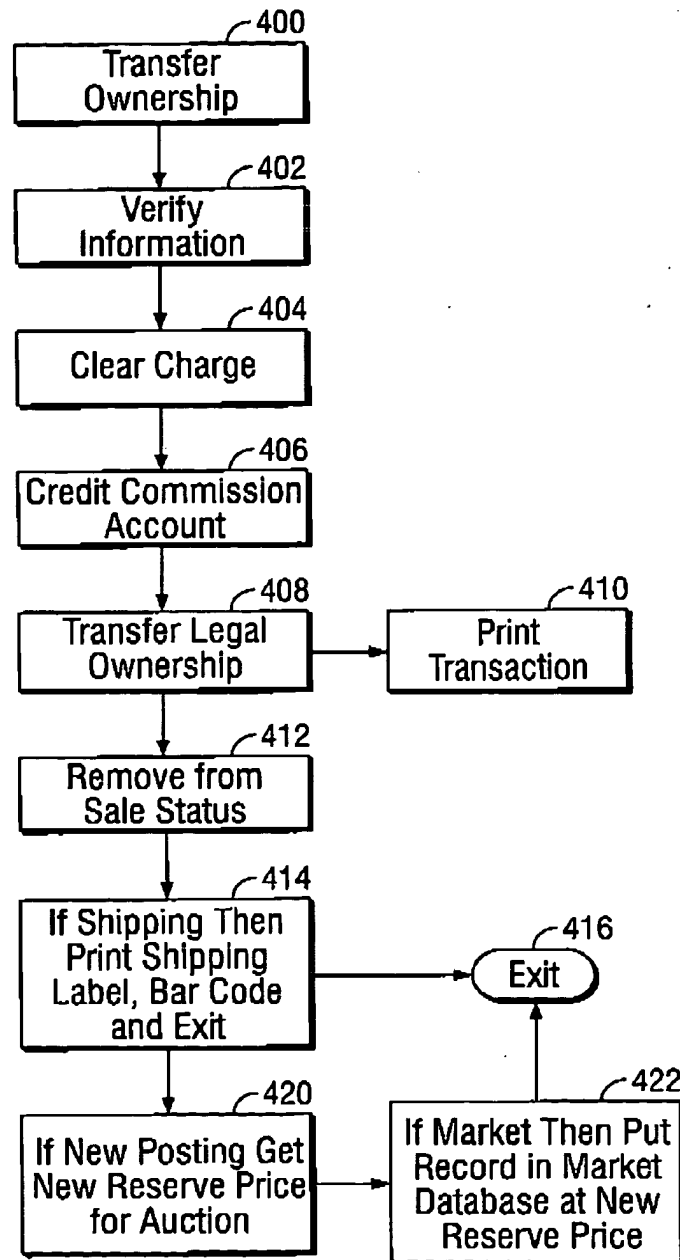 400
Transfer
Ownership
402
Verify
Information
404
Clear Charge
406
Credit Commission
Account
408
Transfer Legal
Ownership
410
Print
Transaction
412
Remove from
Sale Status
414
If Shipping Then
Print Shipping
Label, Bar Code
and Exit
416
Exit
420
If New Posting Get
New Reserve Price
for Auction
422
If Market Then Put
Record in Market
Database at New
Reserve Price